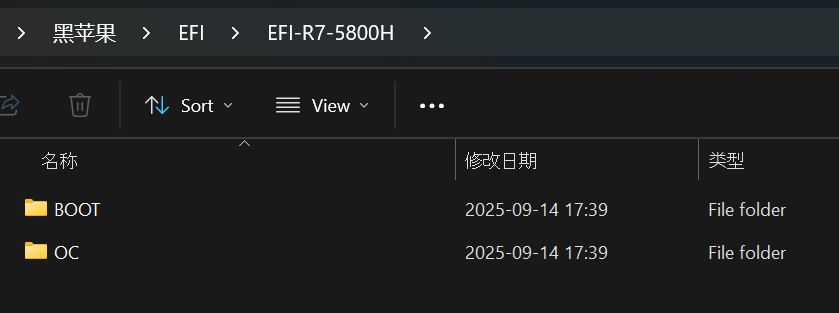 黑苹果 EFI EFI-R7-5800H
Sort View
名称 修改日期 类型
BOOT 2025-09-14 17:39 File folder
OC 2025-09-14 17:39 File folder